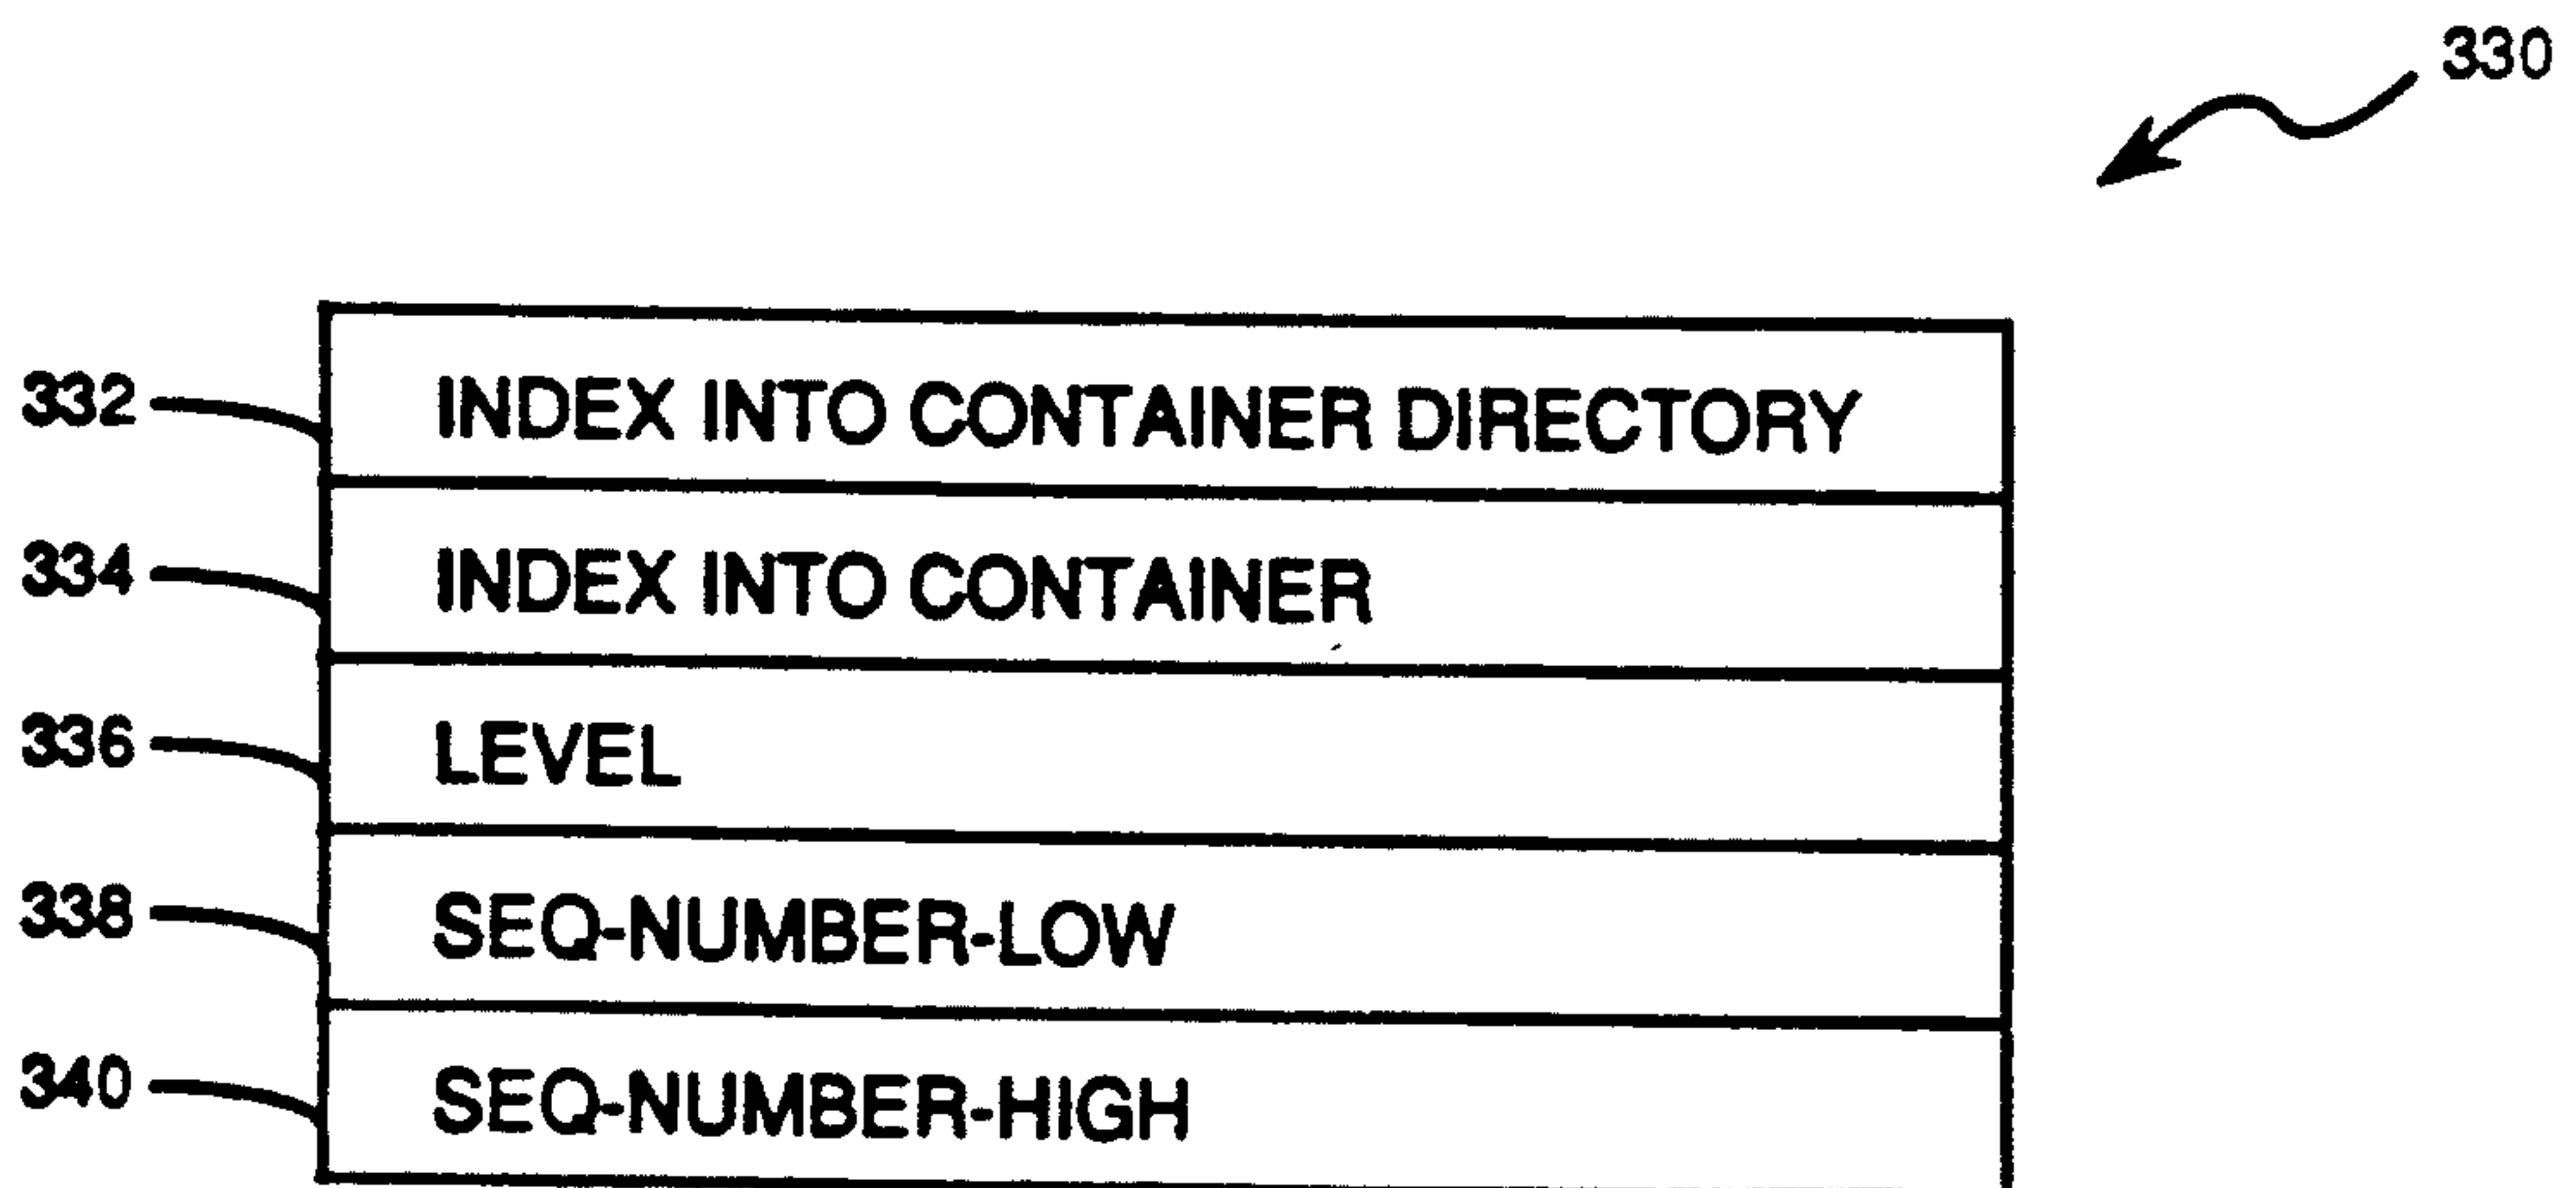 330
332 INDEX INTO CONTAINER DIRECTORY
334 INDEX INTO CONTAINER
336 LEVEL
338 SEQ-NUMBER-LOW
340 SEQ-NUMBER-HIGH